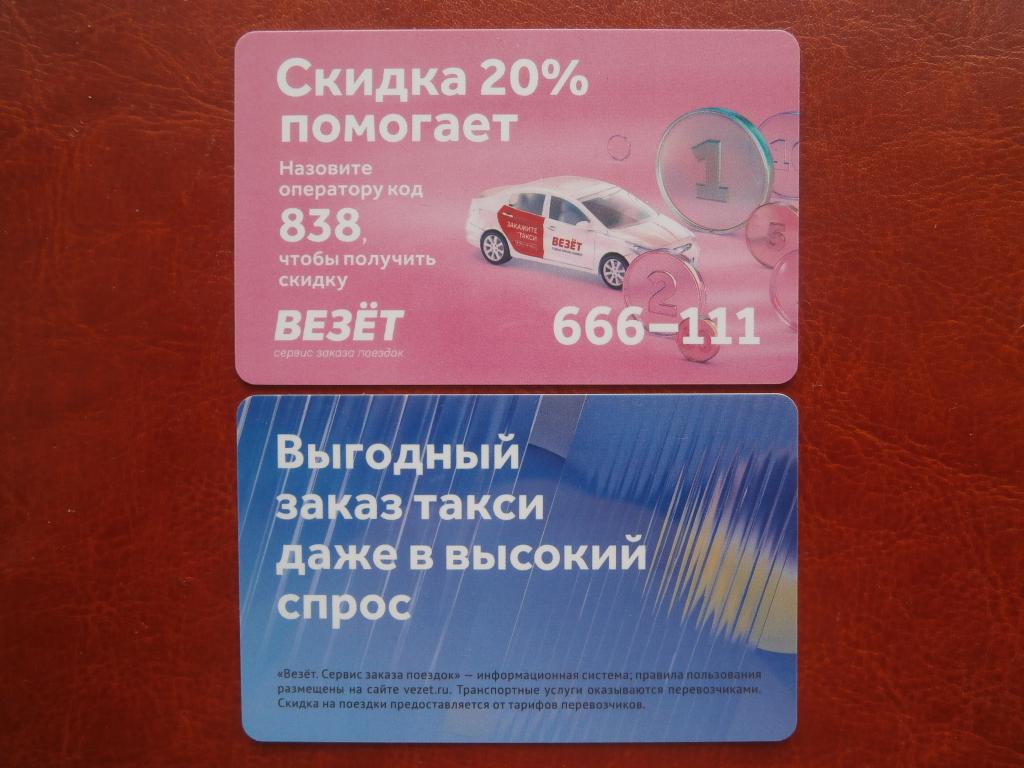 Скидка 20%
помогает
Назовите
оператору код
838,
чтобы получить
скидку
ЗАКАЖИТЕ
ТАКСИ
ВЕЗЁТ
1
10
5
2
ВЕЗЁТ
сервис заказа поездок
666–111
Выгодный
заказ такси
даже в высокий
спрос
«Везёт. Сервис заказа поездок» — информационная система; правила пользования
размещены на сайте vezet.ru. Транспортные услуги оказываются перевозчиками.
Скидка на поездки предоставляется от тарифов перевозчиков.